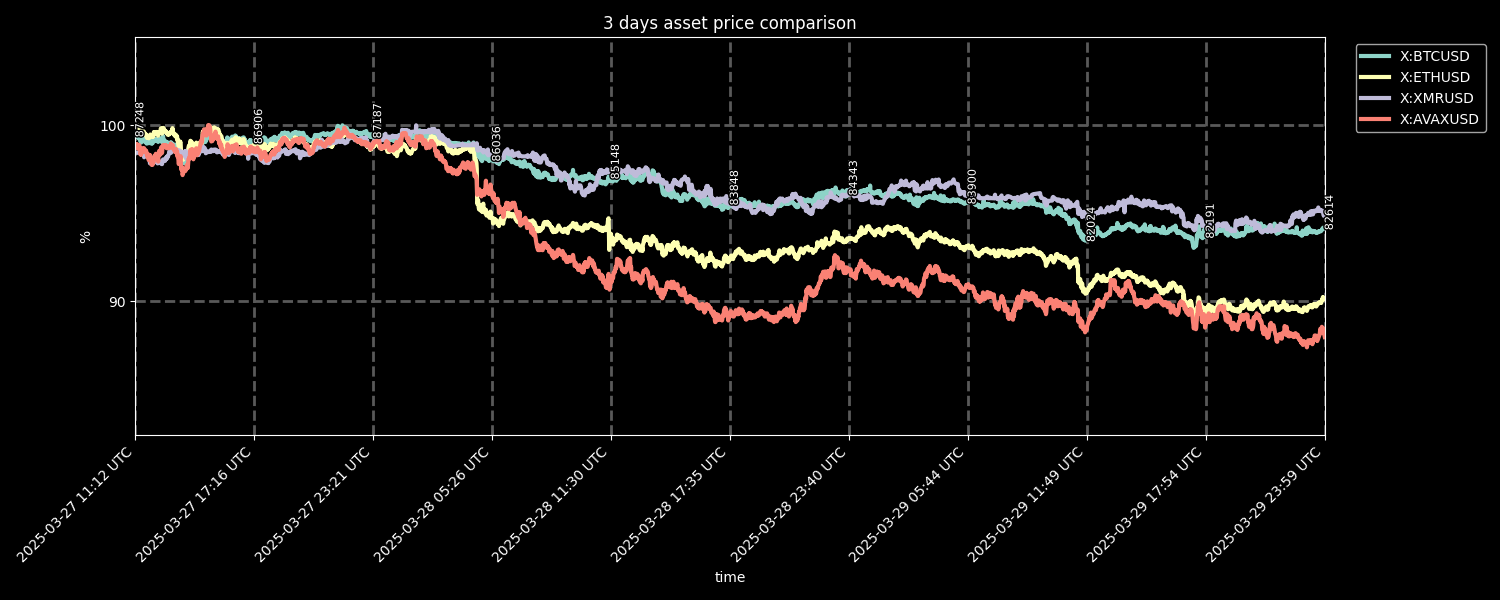 3 days asset price comparison
X:BTCUSD
X:ETHUSD
X:XMRUSD
X:AVAXUSD
100
90
%
87248
86906
87187
86036
85148
83848
84343
83900
82024
82191
82614
2025-03-27 11:12 UTC
2025-03-27 17:16 UTC
2025-03-27 23:21 UTC
2025-03-28 05:26 UTC
2025-03-28 11:30 UTC
2025-03-28 17:35 UTC
2025-03-28 23:40 UTC
2025-03-29 05:44 UTC
2025-03-29 11:49 UTC
2025-03-29 17:54 UTC
2025-03-29 23:59 UTC
time